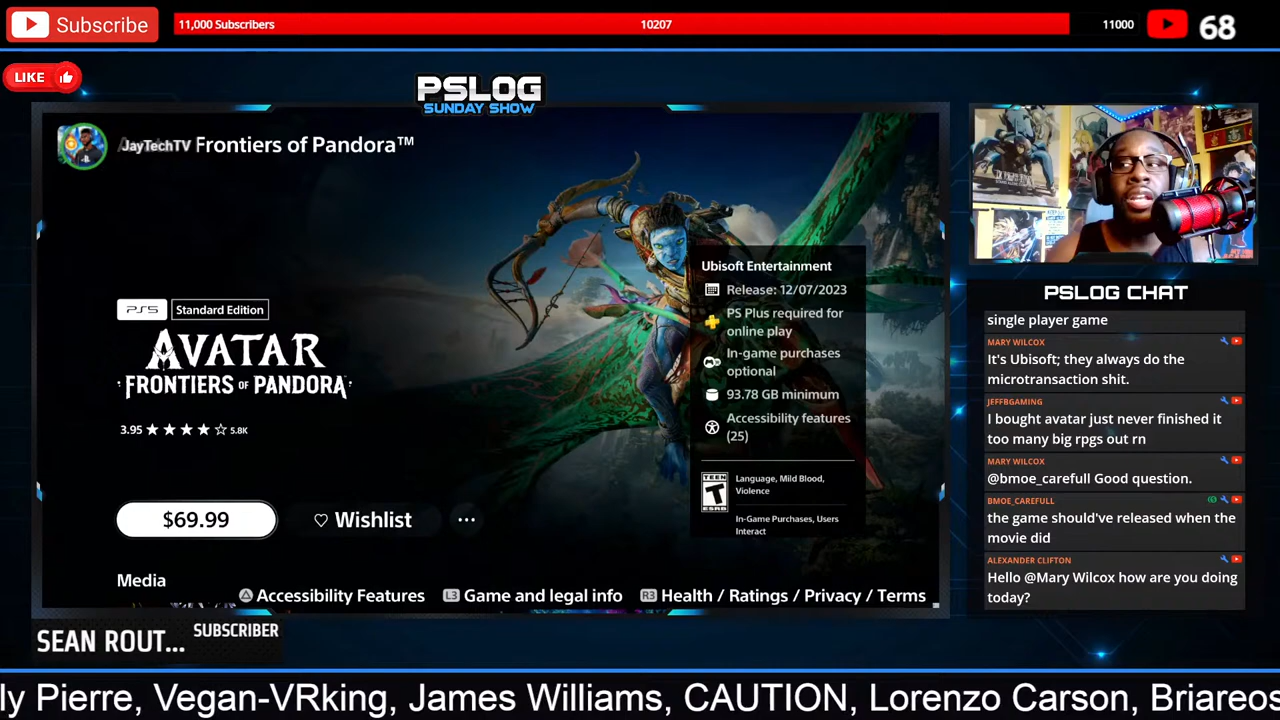 Subscribe
11,000 Subscribers
10207
11000
68
LIKE
PSLOG
SUNDAY SHOW
JayTechTV
Frontiers of Pandora™
PS5 Standard Edition
AVATAR
FRONTIERS OF PANDORA
3.95 5.8K
$69.99
Wishlist
Media
Ubisoft Entertainment
Release: 12/07/2023
PS Plus required for
online play
In-game purchases
optional
93.78 GB minimum
Accessibility features
(25)
TEEN
T
ESRB
Language, Mild Blood,
Violence
In-Game Purchases, Users
Interact
Accessibility Features
L3 Game and legal info
R3 Health / Ratings / Privacy / Terms
PSLOG CHAT
single player game
MARY WILCOX
It's Ubisoft; they always do the
microtransaction shit.
JEFFBGAMING
I bought avatar just never finished it
too many big rpgs out rn
MARY WILCOX
@bmoe_carefull Good question.
BMOE_CAREFULL
the game should've released when the
movie did
ALEXANDER CLIFTON
Hello @Mary Wilcox how are you doing
today?
SEAN ROUT...
SUBSCRIBER
ly Pierre, Vegan-VRking, James Williams, CAUTION, Lorenzo Carson, Briareos